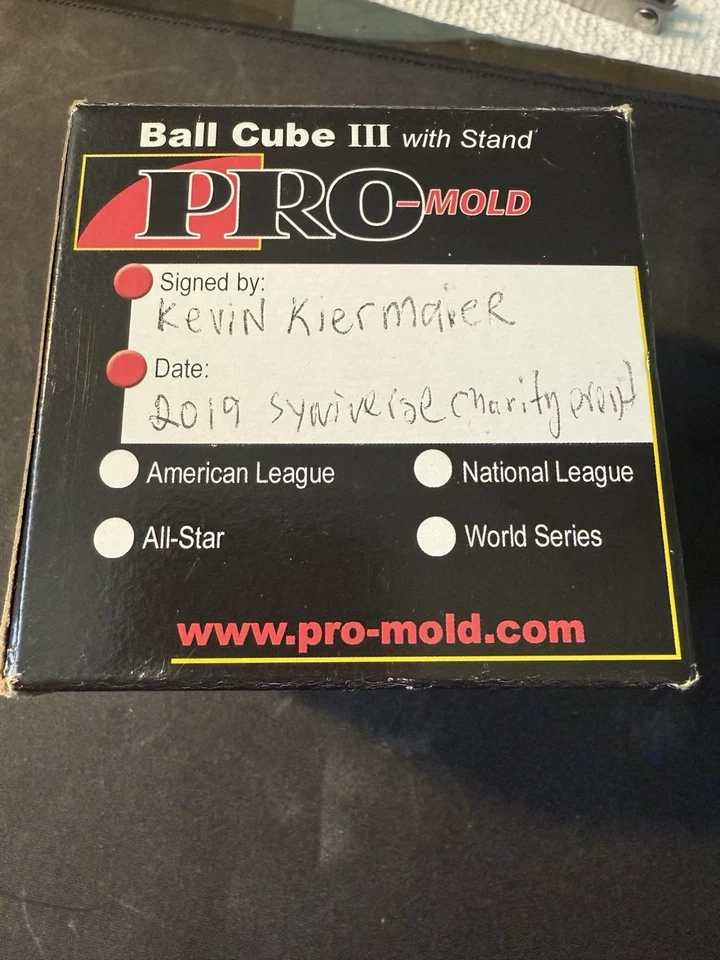 Ball Cube III with Stand
PRO-MOLD
Signed by:
Kevin Kiermaier
Date:
2019 Syniverse Charity event
American League
National League
All-Star
World Series
www.pro-mold.com